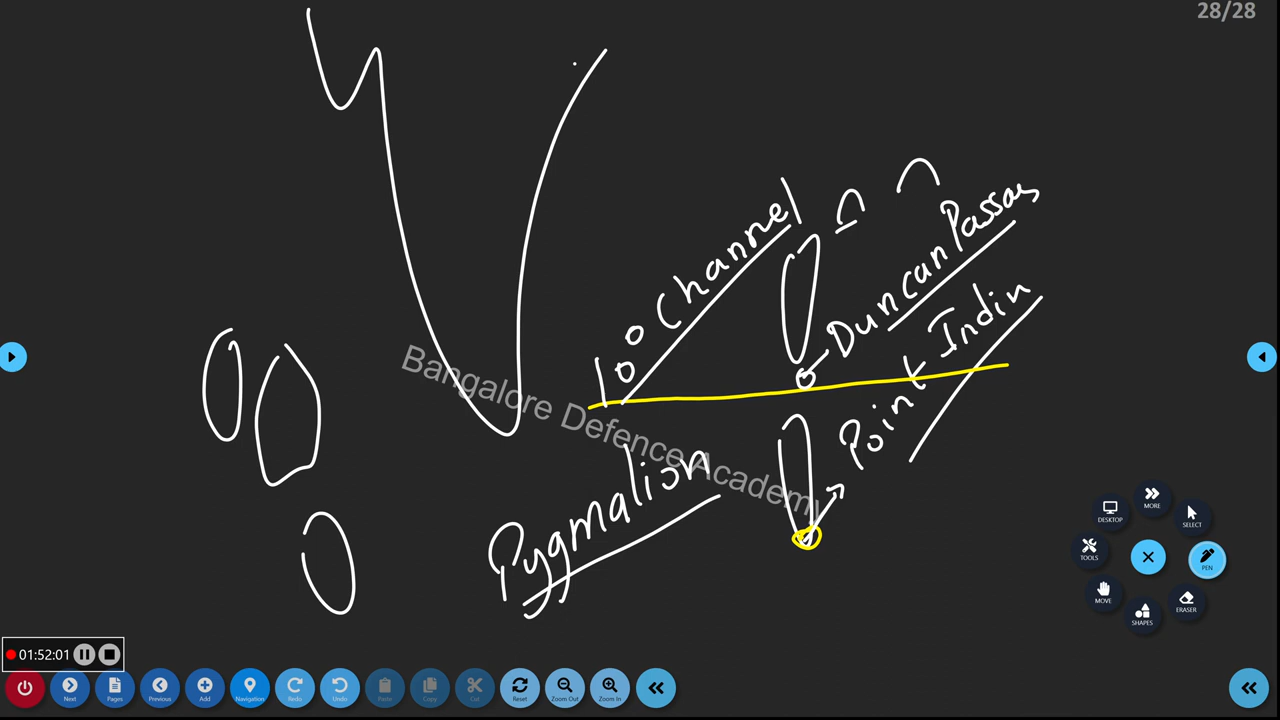 28/28
10° Channel
Duncan Passas
Point Indin
Pygmalion
Bangalore Defence Academy
DESKTOP
MORE
SELECT
TOOLS
PEN
MOVE
SHAPES
ERASER
01:52:01
Next
Pages
Previous
Add
Navigation
Redo
Undo
Paste
Copy
Cut
Reset
Zoom Out
Zoom In